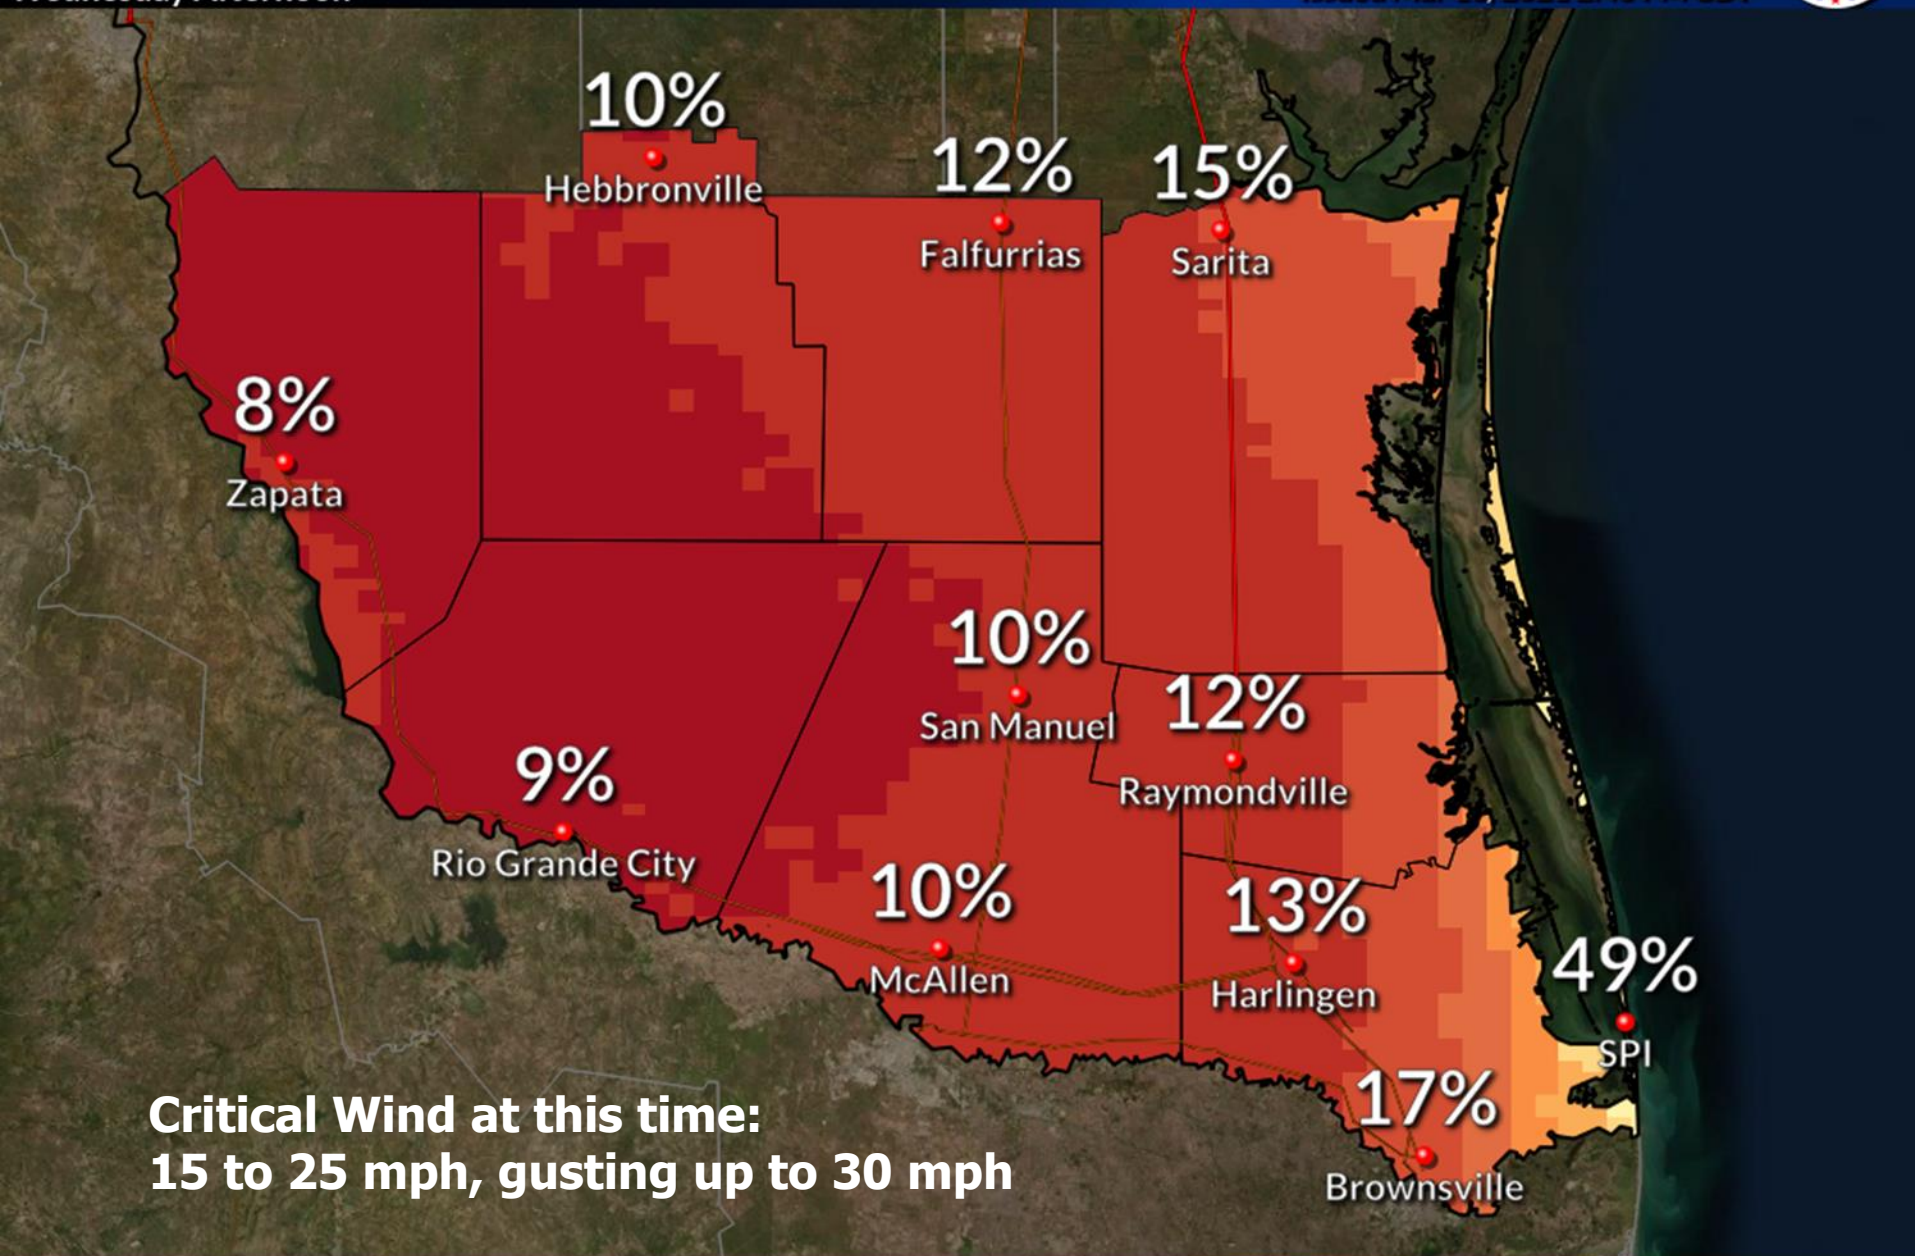 10%
Hebbronville
12%
Falfurrias
15%
Sarita
8%
Zapata
10%
San Manuel
12%
Raymondville
9%
Rio Grande City
10%
McAllen
13%
Harlingen
49%
SPI
17%
Brownsville
Critical Wind at this time:
15 to 25 mph, gusting up to 30 mph